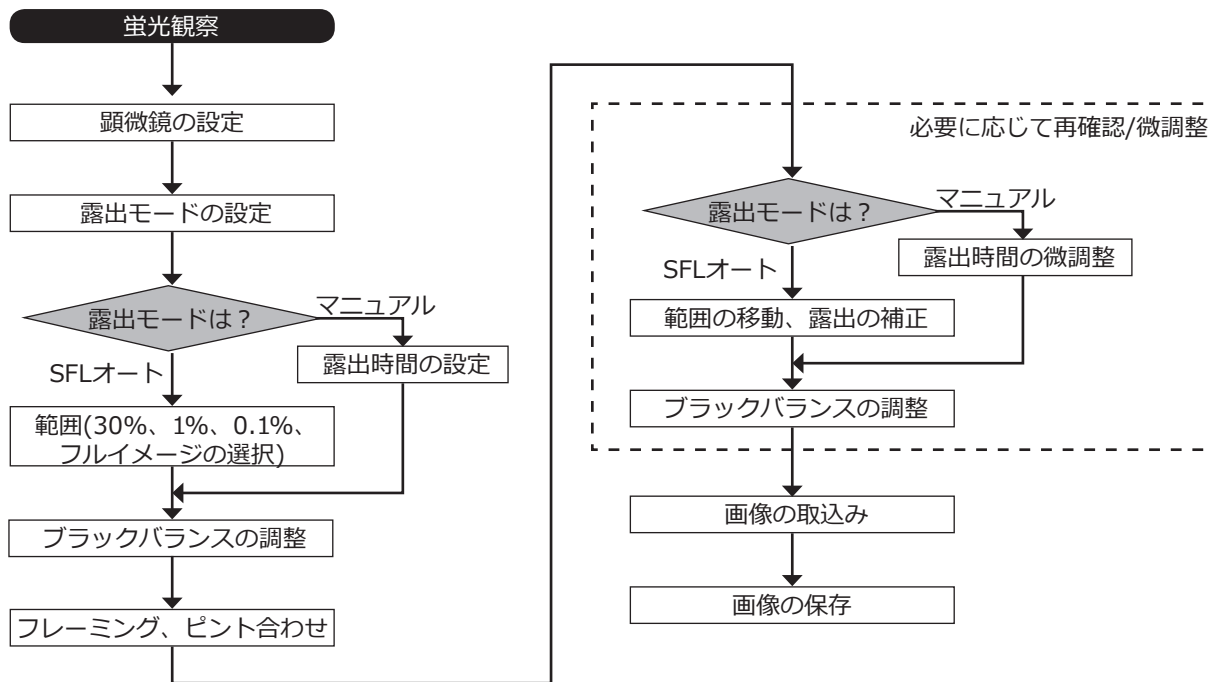 蛍光観察
顕微鏡の設定
露出モードの設定
露出モードは？
マニュアル
露出時間の設定
SFLオート
範囲(30%、1%、0.1%、
フルイメージの選択)
ブラックバランスの調整
フレーミング、ピント合わせ
必要に応じて再確認/微調整
露出モードは？
マニュアル
露出時間の微調整
SFLオート
範囲の移動、露出の補正
ブラックバランスの調整
画像の取込み
画像の保存